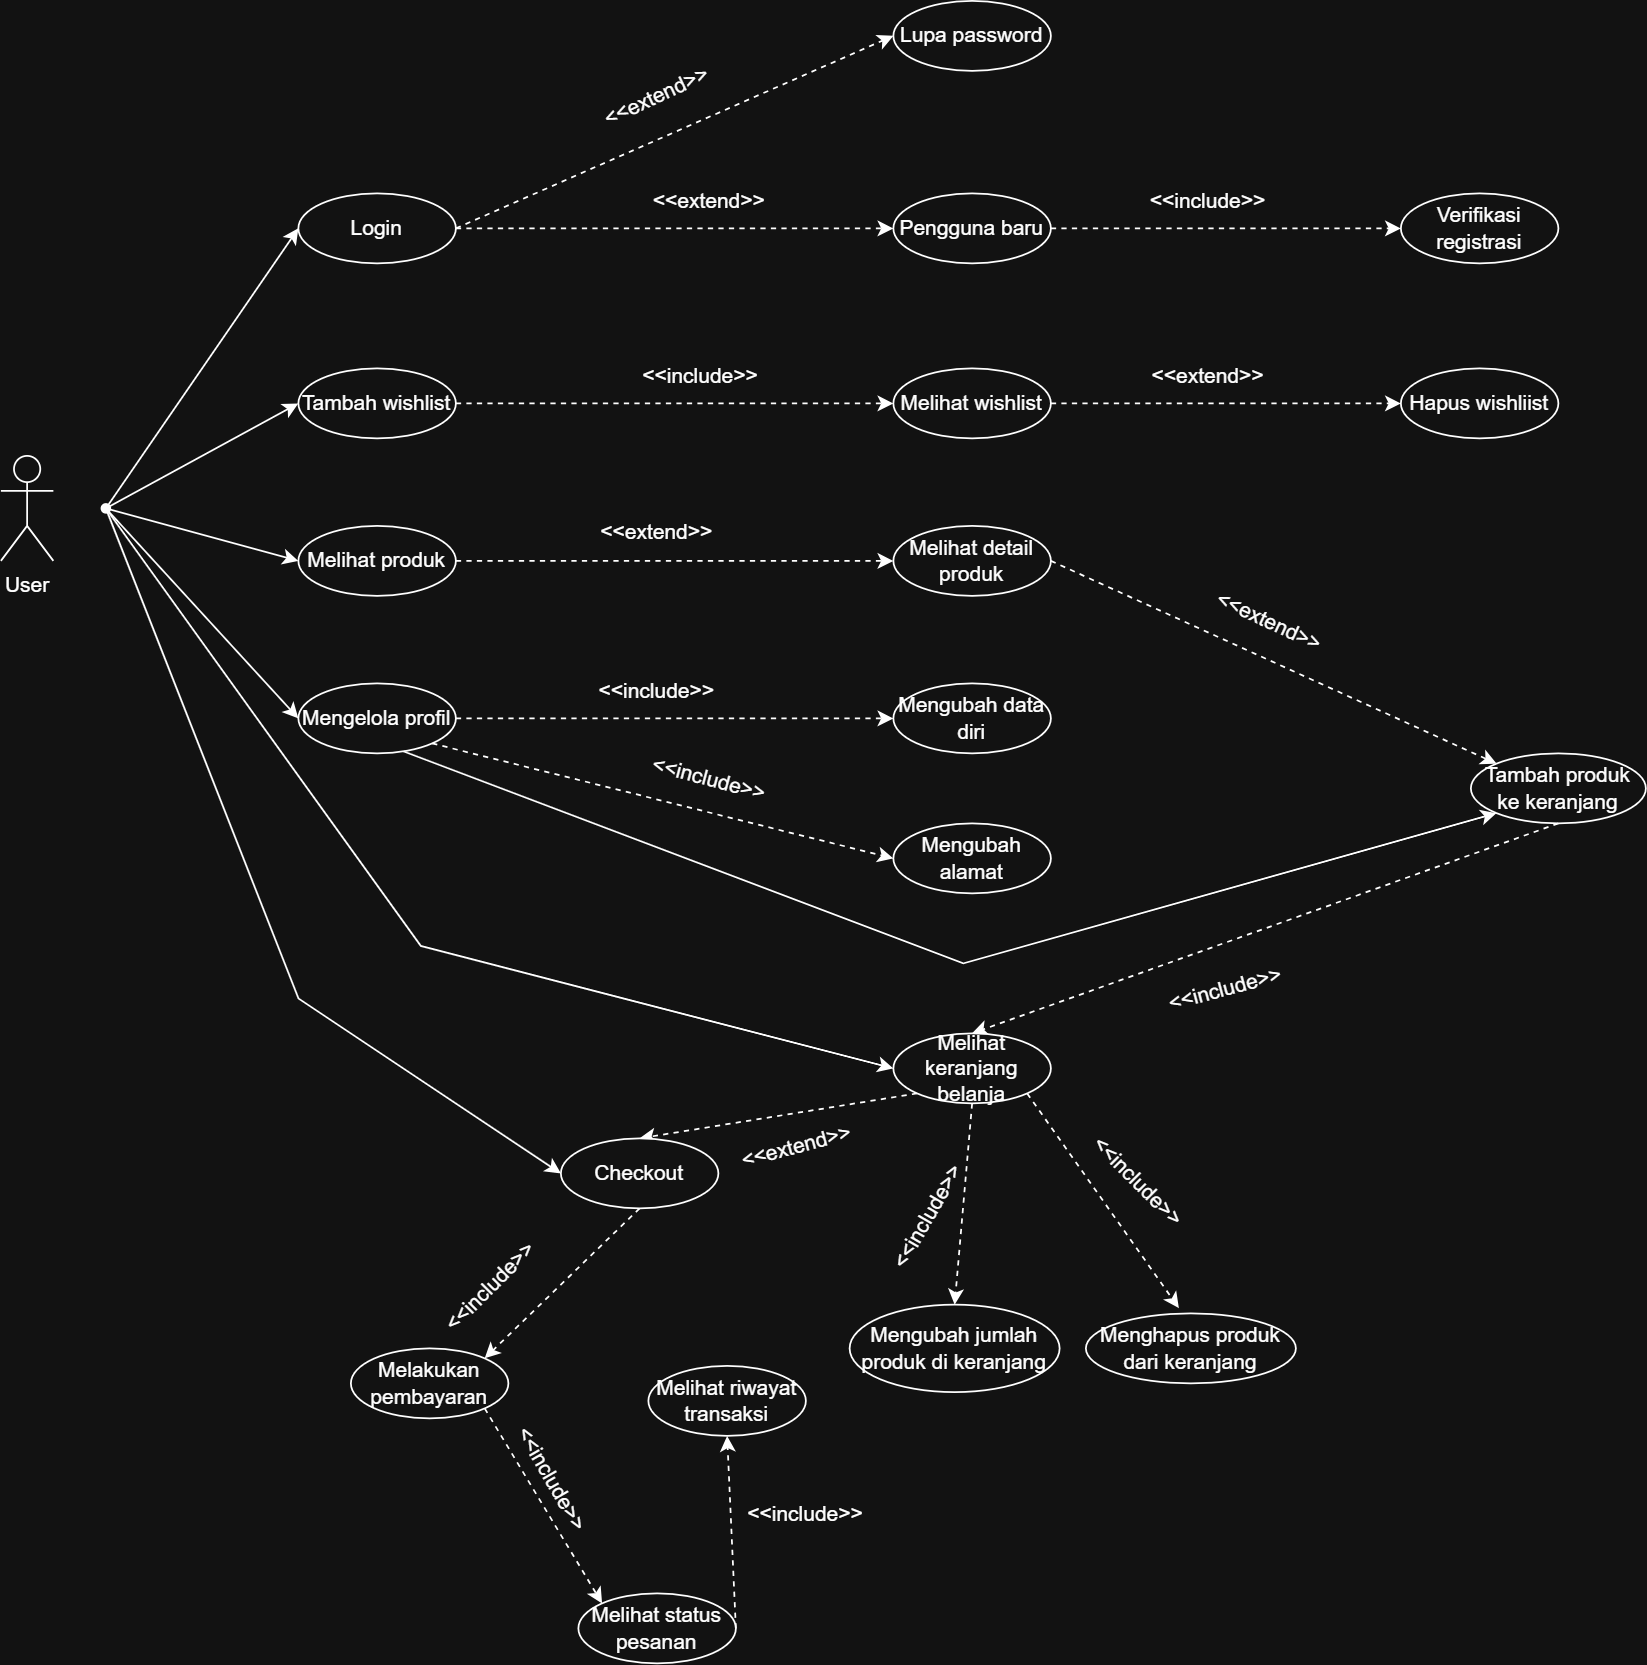 Lupa password
<<extend>>
<<extend>>
<<include>>
Login
Pengguna baru
Verifikasi
registrasi
<<include>>
<<extend>>
Tambah wishlist
Melihat wishlist
Hapus wishliist
User
<<extend>>
Melihat produk
Melihat detail
produk
<<extend>>
<<include>>
Mengelola profil
Mengubah data
diri
<<include>>
Tambah produk
ke keranjang
Mengubah
alamat
<<include>>
Melihat
keranjang
belanja
<<extend>>
Checkout
<<include>>
<<include>>
<<include>>
Mengubah jumlah
produk di keranjang
Menghapus produk
dari keranjang
Melakukan
pembayaran
Melihat riwayat
transaksi
<<include>>
<<include>>
Melihat status
pesanan